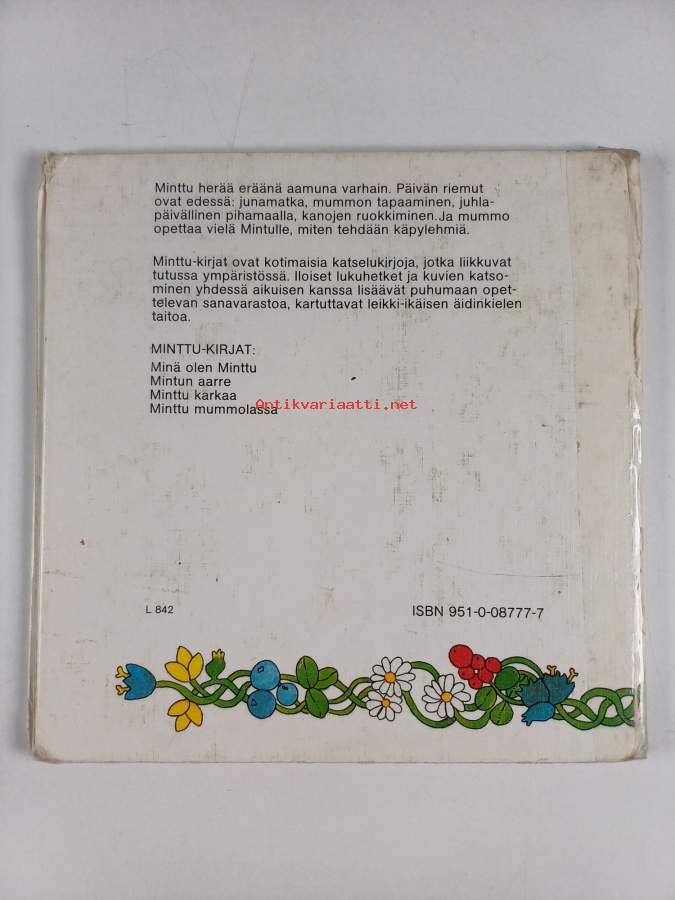 Minttu herää eräänä aamuna varhain. Päivän riemut
ovat edessä: junamatka, mummon tapaaminen, juhla-
päivällinen pihamaalla, kanojen ruokkiminen.Ja mummo
opettaa vielä Mintulle, miten tehdään käpylehmiä.
Minttu-kirjat ovat kotimaisia katselukirjoja, jotka liikkuvat
tutussa ympäristössä. Iloiset lukuhetket ja kuvien katso-
minen yhdessä aikuisen kanssa lisäävät puhumaan opet-
televan sanavarastoa, kartuttavat leikki-ikäisen äidinkielen
taitoa.
MINTTU-KIRJAT:
Minä olen Minttu
Mintun aarre
Minttu karkaa
Minttu mummolassa
Antikvariaatti.net
L 842
ISBN 951-0-08777-7